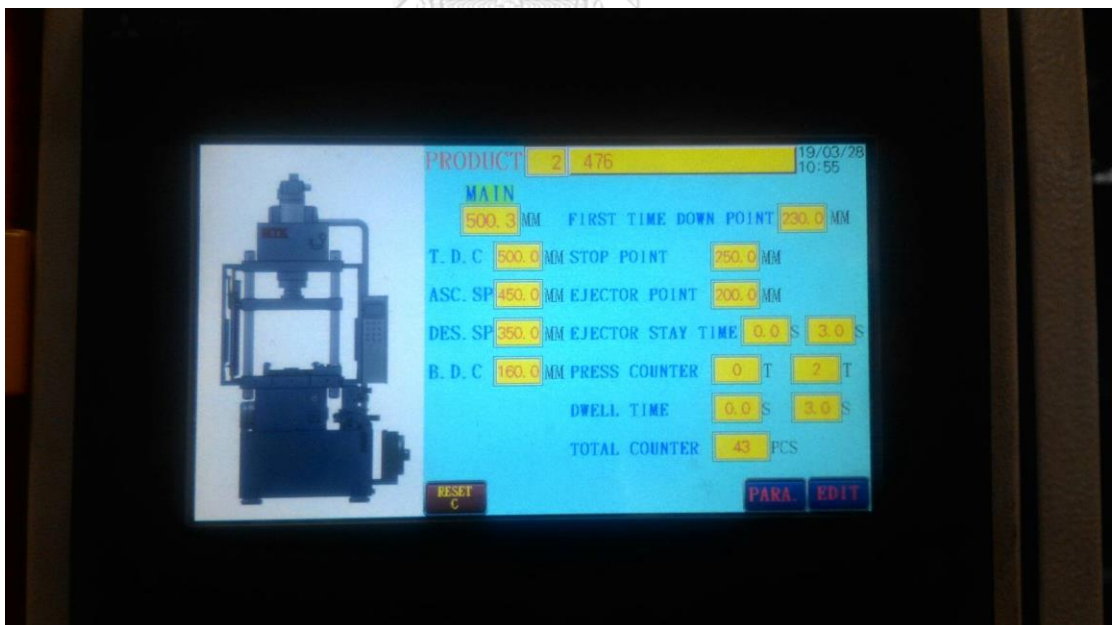 PRODUCT 2 476 19/03/28
10:55
MAIN
500.3 MM FIRST TIME DOWN POINT 230.0 MM
T.D.C 500.0 MM STOP POINT 250.0 MM
ASC.SP 450.0 MM EJECTOR POINT 200.0 MM
DES.SP 350.0 MM EJECTOR STAY TIME 0.0 S 3.0 S
B.D.C 160.0 MM PRESS COUNTER 0 T 2 T
DWELL TIME 0.0 S 3.0 S
TOTAL COUNTER 43 PCS
RESET
C
PARA. EDIT